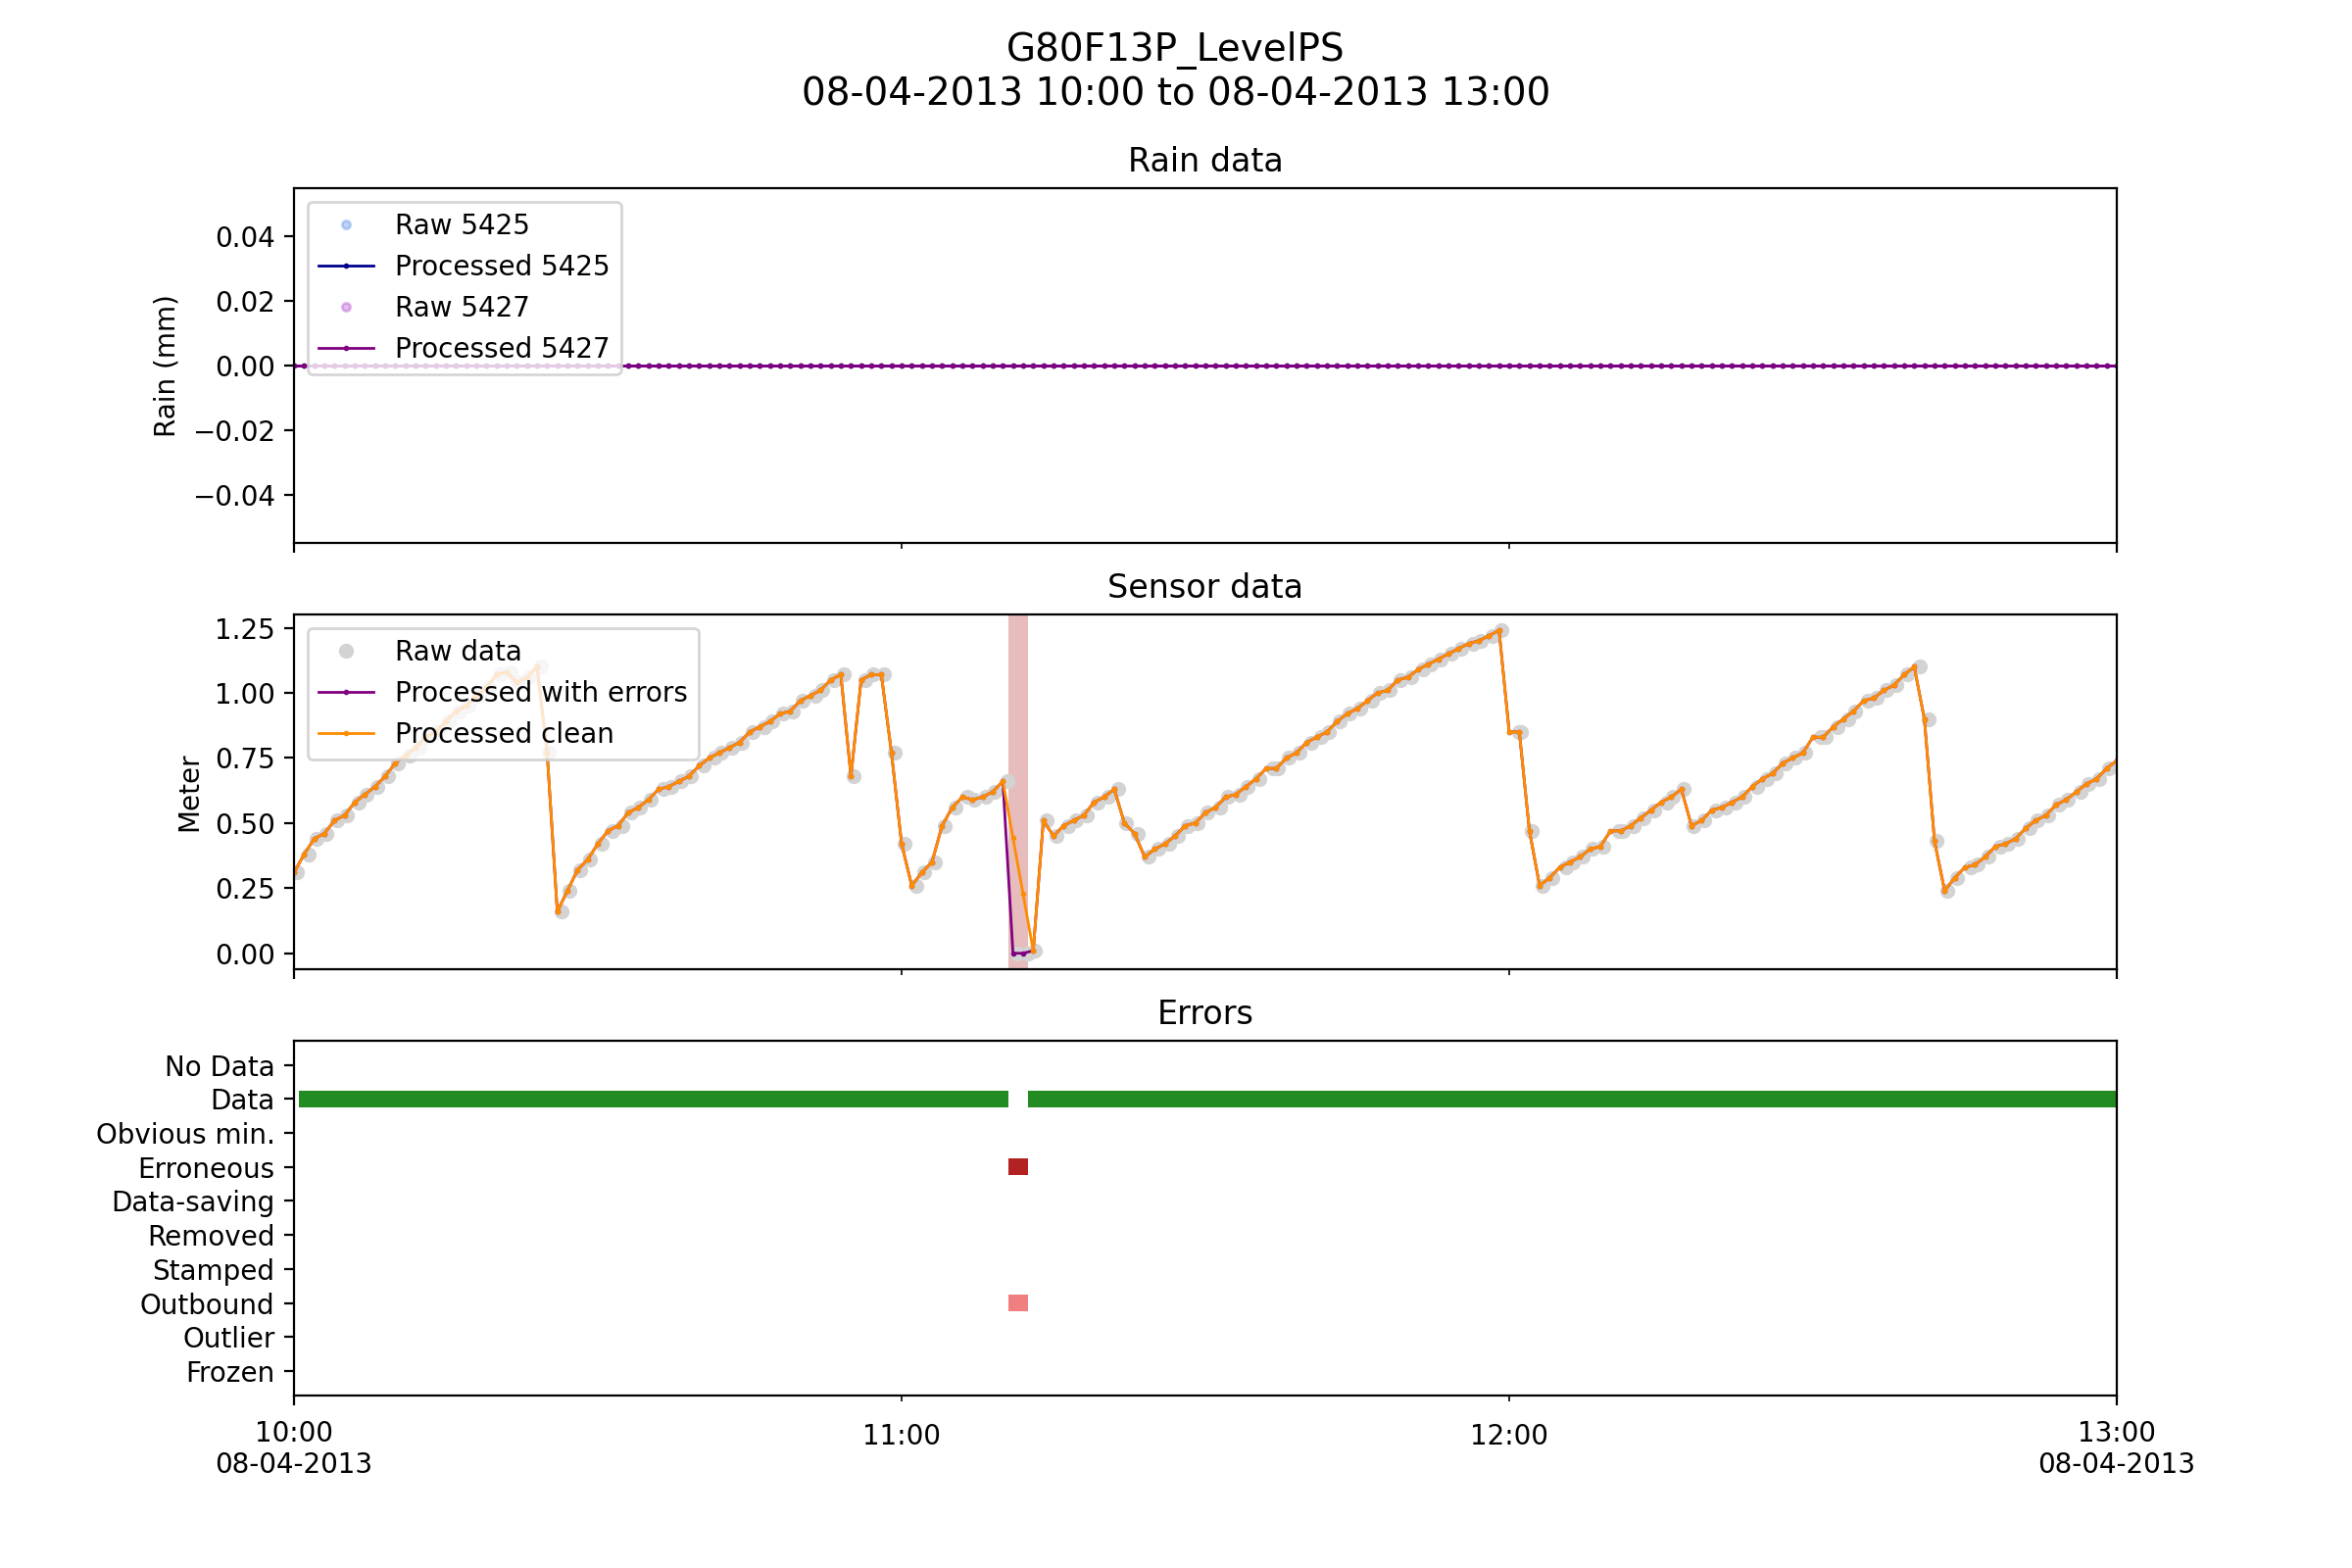 G80F13P_LevelPS
08-04-2013 10:00 to 08-04-2013 13:00
Rain data
Rain (mm)
0.04
0.02
0.00
−0.02
−0.04
Raw 5425
Processed 5425
Raw 5427
Processed 5427
Sensor data
Meter
1.25
1.00
0.75
0.50
0.25
0.00
Raw data
Processed with errors
Processed clean
Errors
No Data
Data
Obvious min.
Erroneous
Data-saving
Removed
Stamped
Outbound
Outlier
Frozen
10:00
08-04-2013
11:00
12:00
13:00
08-04-2013